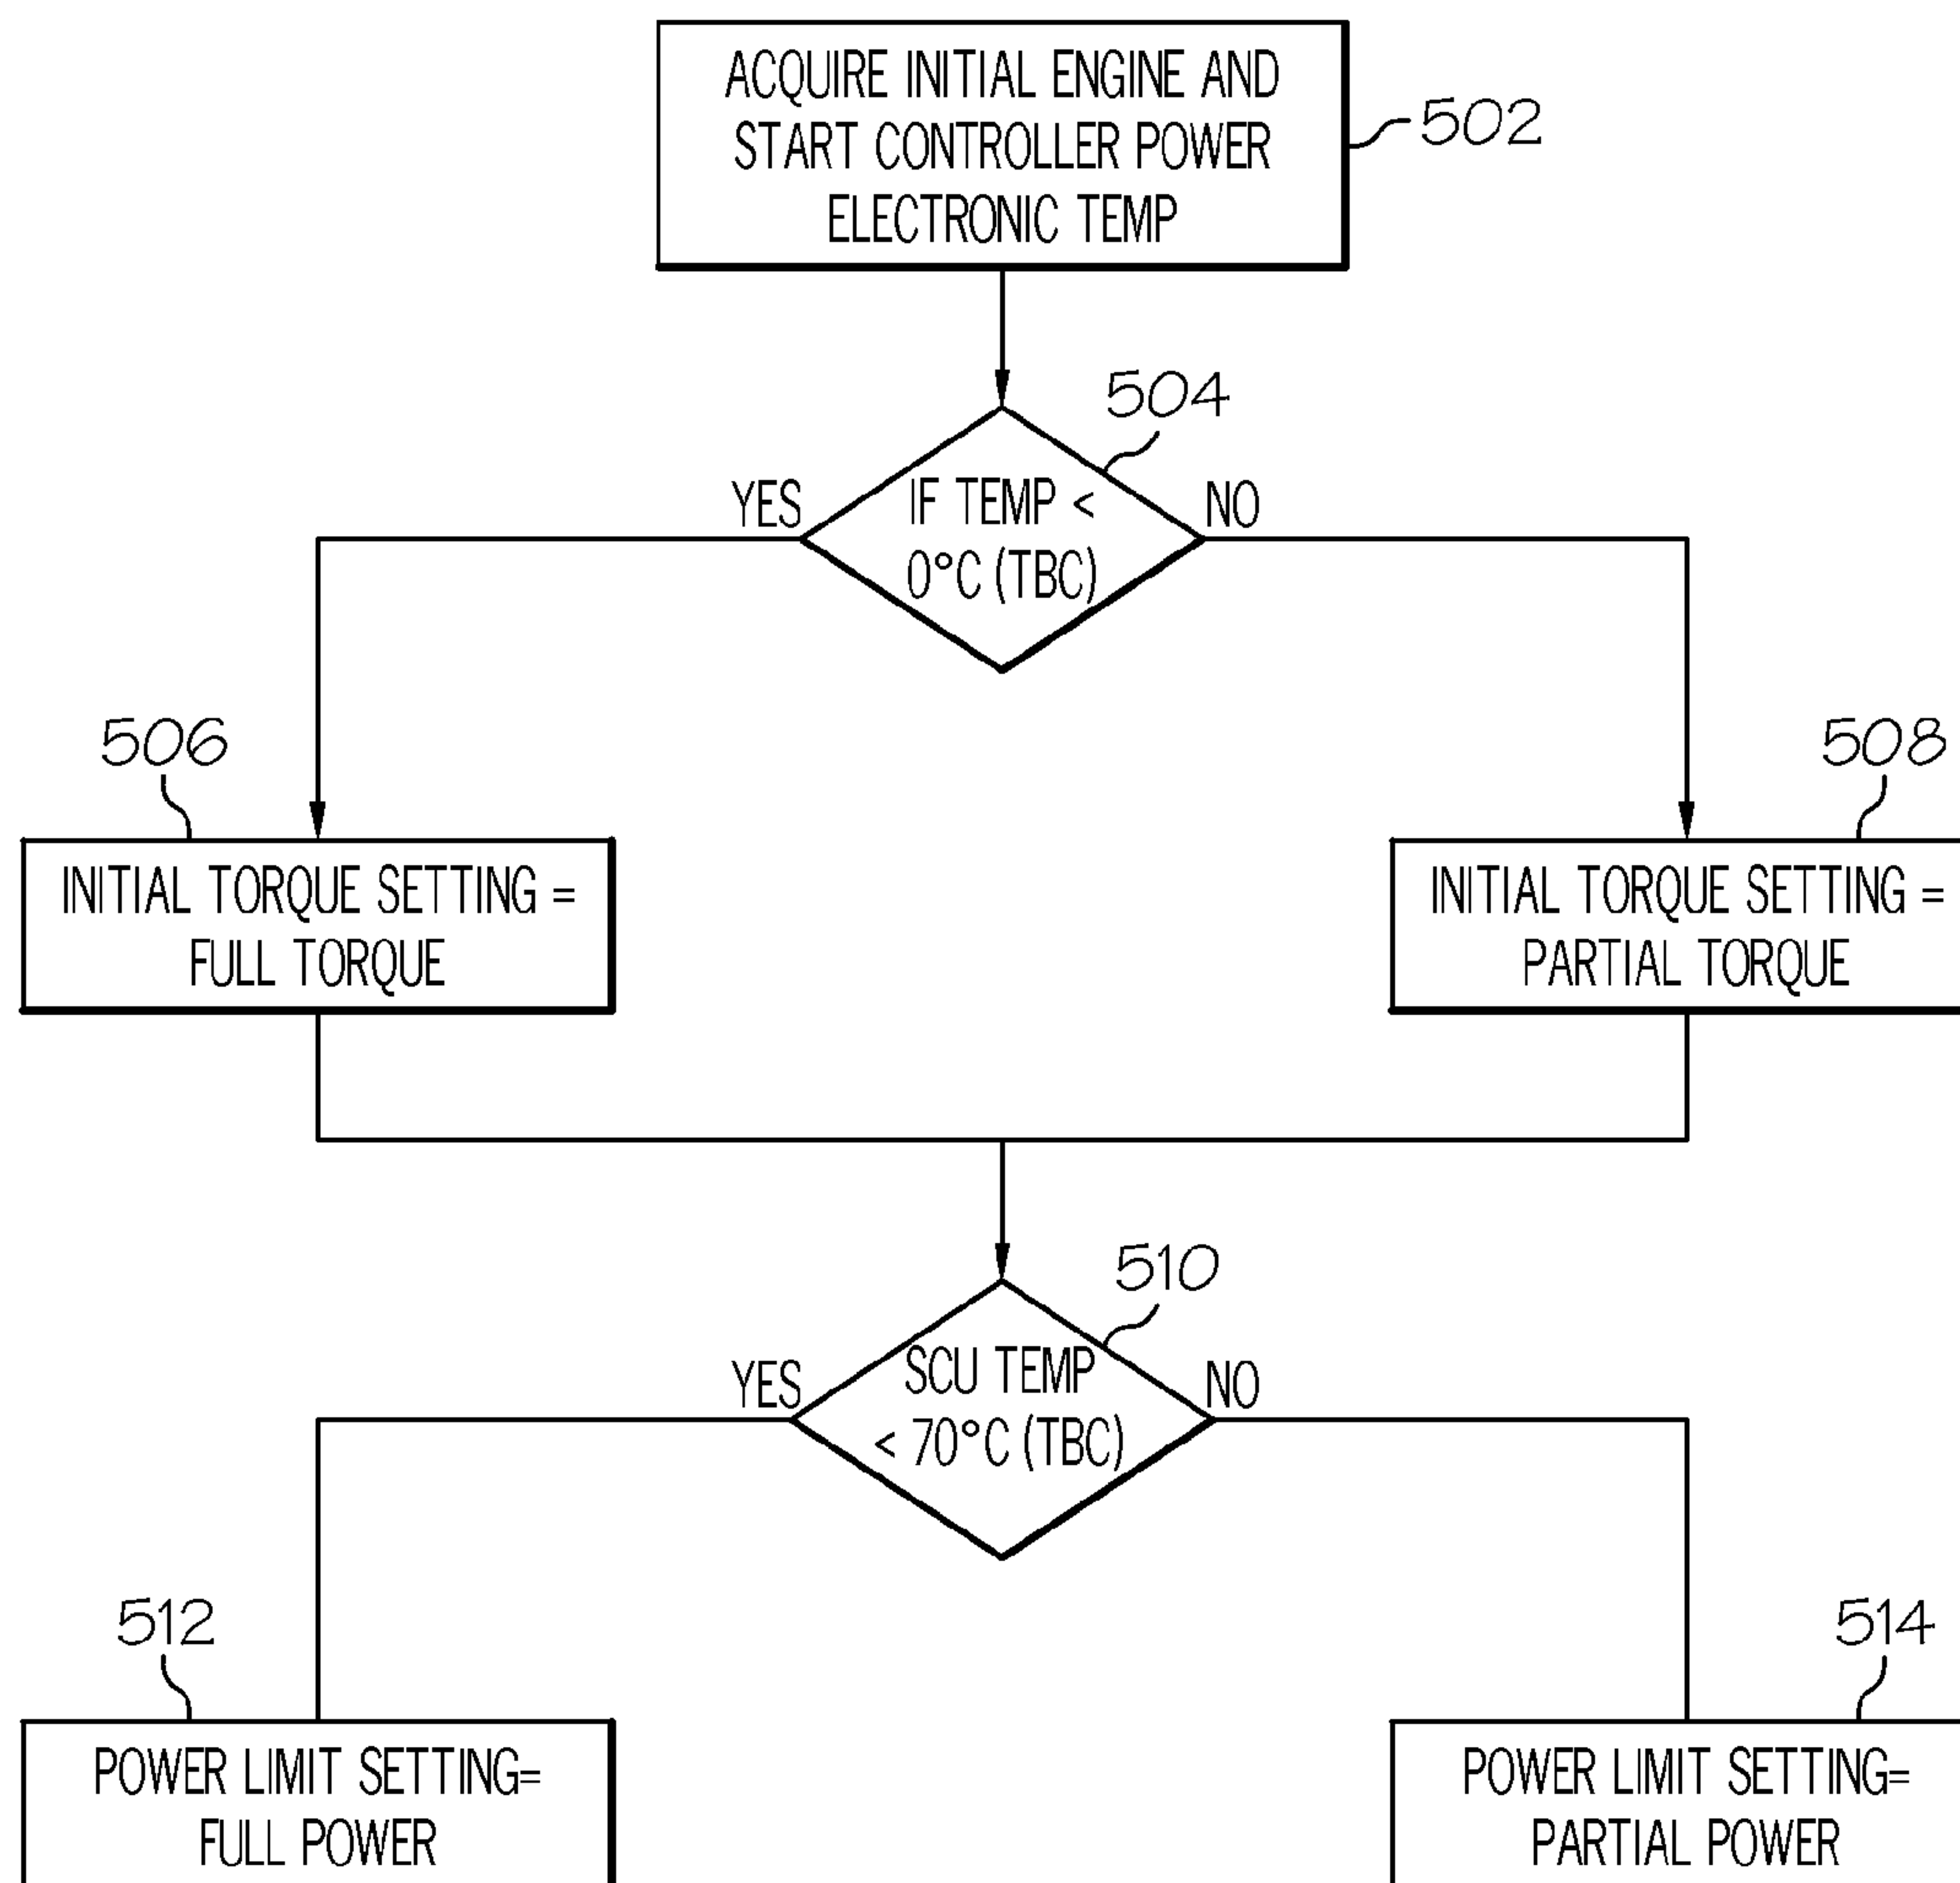 ACQUIRE INITIAL ENGINE AND
START CONTROLLER POWER
ELECTRONIC TEMP
502
504
YES
IF TEMP <
0°C (TBC)
NO
506
508
INITIAL TORQUE SETTING =
FULL TORQUE
INITIAL TORQUE SETTING =
PARTIAL TORQUE
510
YES
SCU TEMP
< 70°C (TBC)
NO
512
514
POWER LIMIT SETTING=
FULL POWER
POWER LIMIT SETTING=
PARTIAL POWER